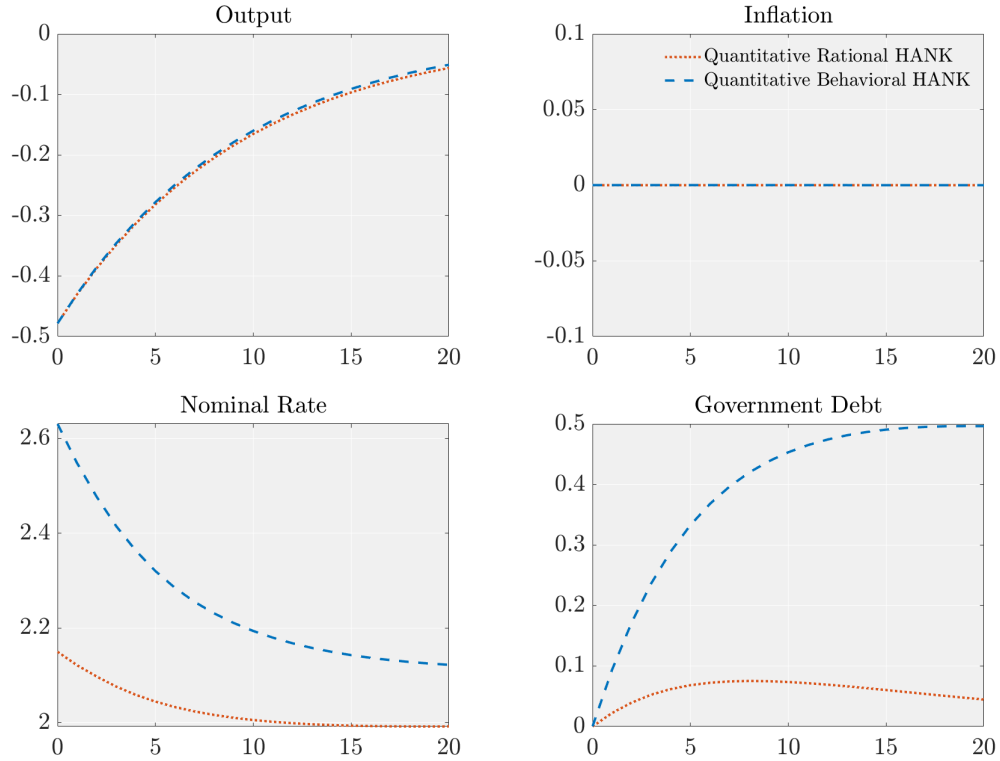 Output
0
-0.1
-0.2
-0.3
-0.4
-0.5
0 5 10 15 20
Inflation
0.1
0.05
0
-0.05
-0.1
0 5 10 15 20
Quantitative Rational HANK
Quantitative Behavioral HANK
Nominal Rate
2.6
2.4
2.2
2
0 5 10 15 20
Government Debt
0.5
0.4
0.3
0.2
0.1
0
0 5 10 15 20